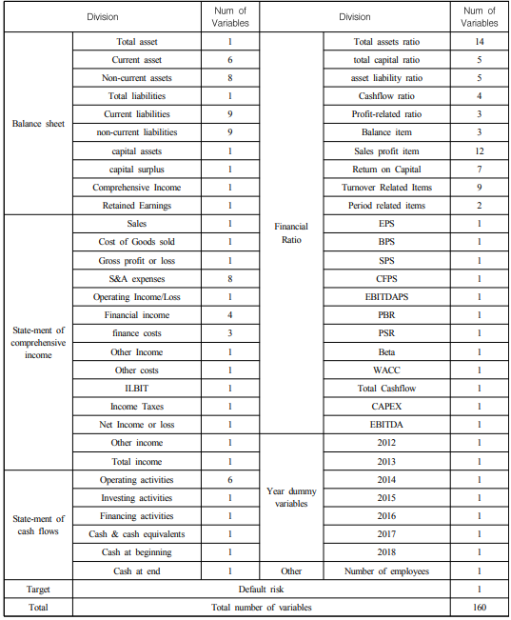 Division Num of Variables Division Num of Variables
Balance sheet Total asset 1 Financial Ratio Total assets ratio 14
Current asset 6 total capital ratio 5
Non-current assets 8 asset liability ratio 5
Total liabilities 1 Cashflow ratio 4
Current liabilities 9 Profit-related ratio 3
non-current liabilities 9 Balance item 3
capital assets 1 Sales profit item 12
capital surplus 1 Return on Capital 7
Comprehensive Income 1 Turnover Related Items 9
Retained Earnings 1 Period related items 2
State-ment of comprehensive income Sales 1 EPS 1
Cost of Goods sold 1 BPS 1
Gross profit or loss 1 SPS 1
S&A expenses 8 CFPS 1
Operating Income/Loss 1 EBITDAPS 1
Financial income 4 PBR 1
finance costs 3 PSR 1
Other Income 1 Beta 1
Other costs 1 WACC 1
ILBIT 1 Total Cashflow 1
Income Taxes 1 CAPEX 1
Net Income or loss 1 EBITDA 1
Other income 1 Year dummy variables 2012 1
Total income 1 2013 1
State-ment of cash flows Operating activities 6 2014 1
Investing activities 1 2015 1
Financing activities 1 2016 1
Cash & cash equivalents 1 2017 1
Cash at beginning 1 2018 1
Cash at end 1 Other Number of employees 1
Target Default risk 1
Total Total number of variables 160